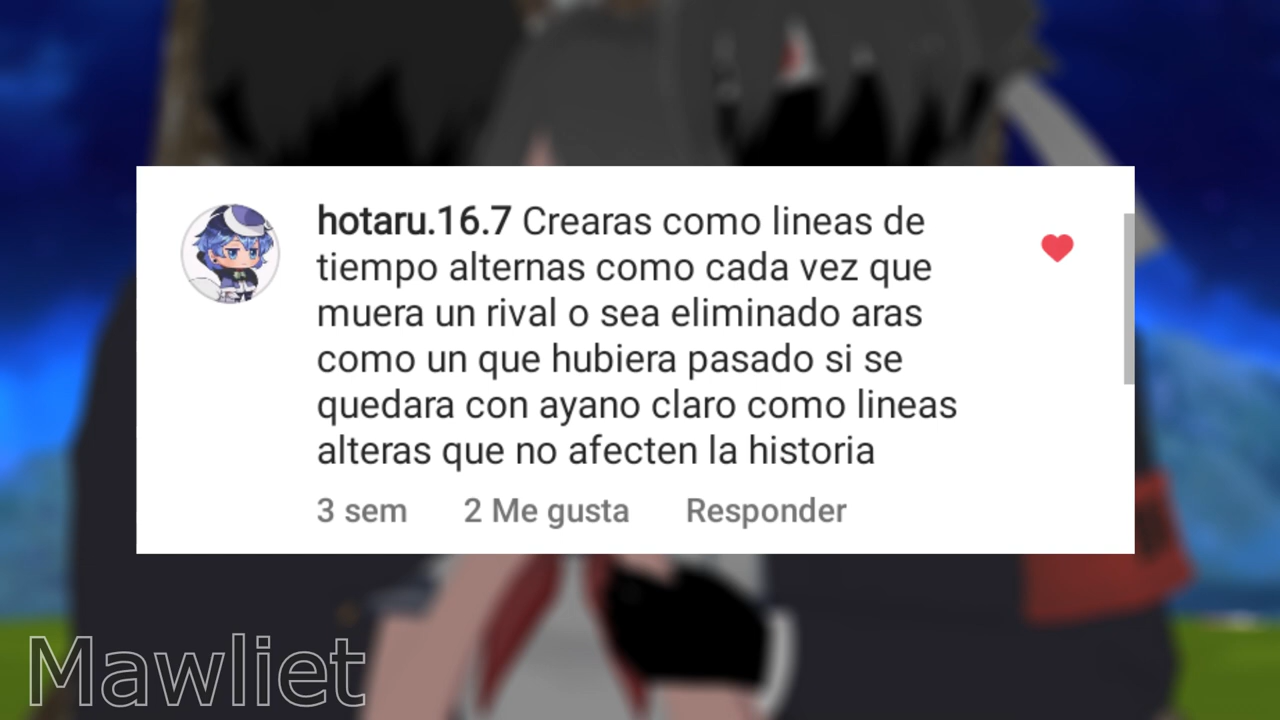 hotaru.16.7 Crearas como lineas de
tiempo alternas como cada vez que
muera un rival o sea eliminado aras
como un que hubiera pasado si se
quedara con ayano claro como lineas
alteras que no afecten la historia
3 sem 2 Me gusta Responder
Mawliet